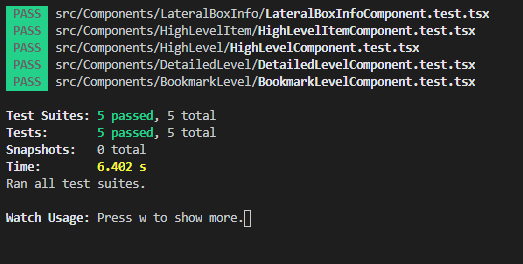 PASS src/Components/LateralBoxInfo/LateralBoxInfoComponent.test.tsx
PASS src/Components/HighLevelItem/HighLevelItemComponent.test.tsx
PASS src/Components/HighLevel/HighLevelComponent.test.tsx
PASS src/Components/DetailedLevel/DetailedLevelComponent.test.tsx
PASS src/Components/BookmarkLevel/BookmarkLevelComponent.test.tsx
Test Suites: 5 passed, 5 total
Tests: 5 passed, 5 total
Snapshots: 0 total
Time: 6.402 s
Ran all test suites.
Watch Usage: Press w to show more.